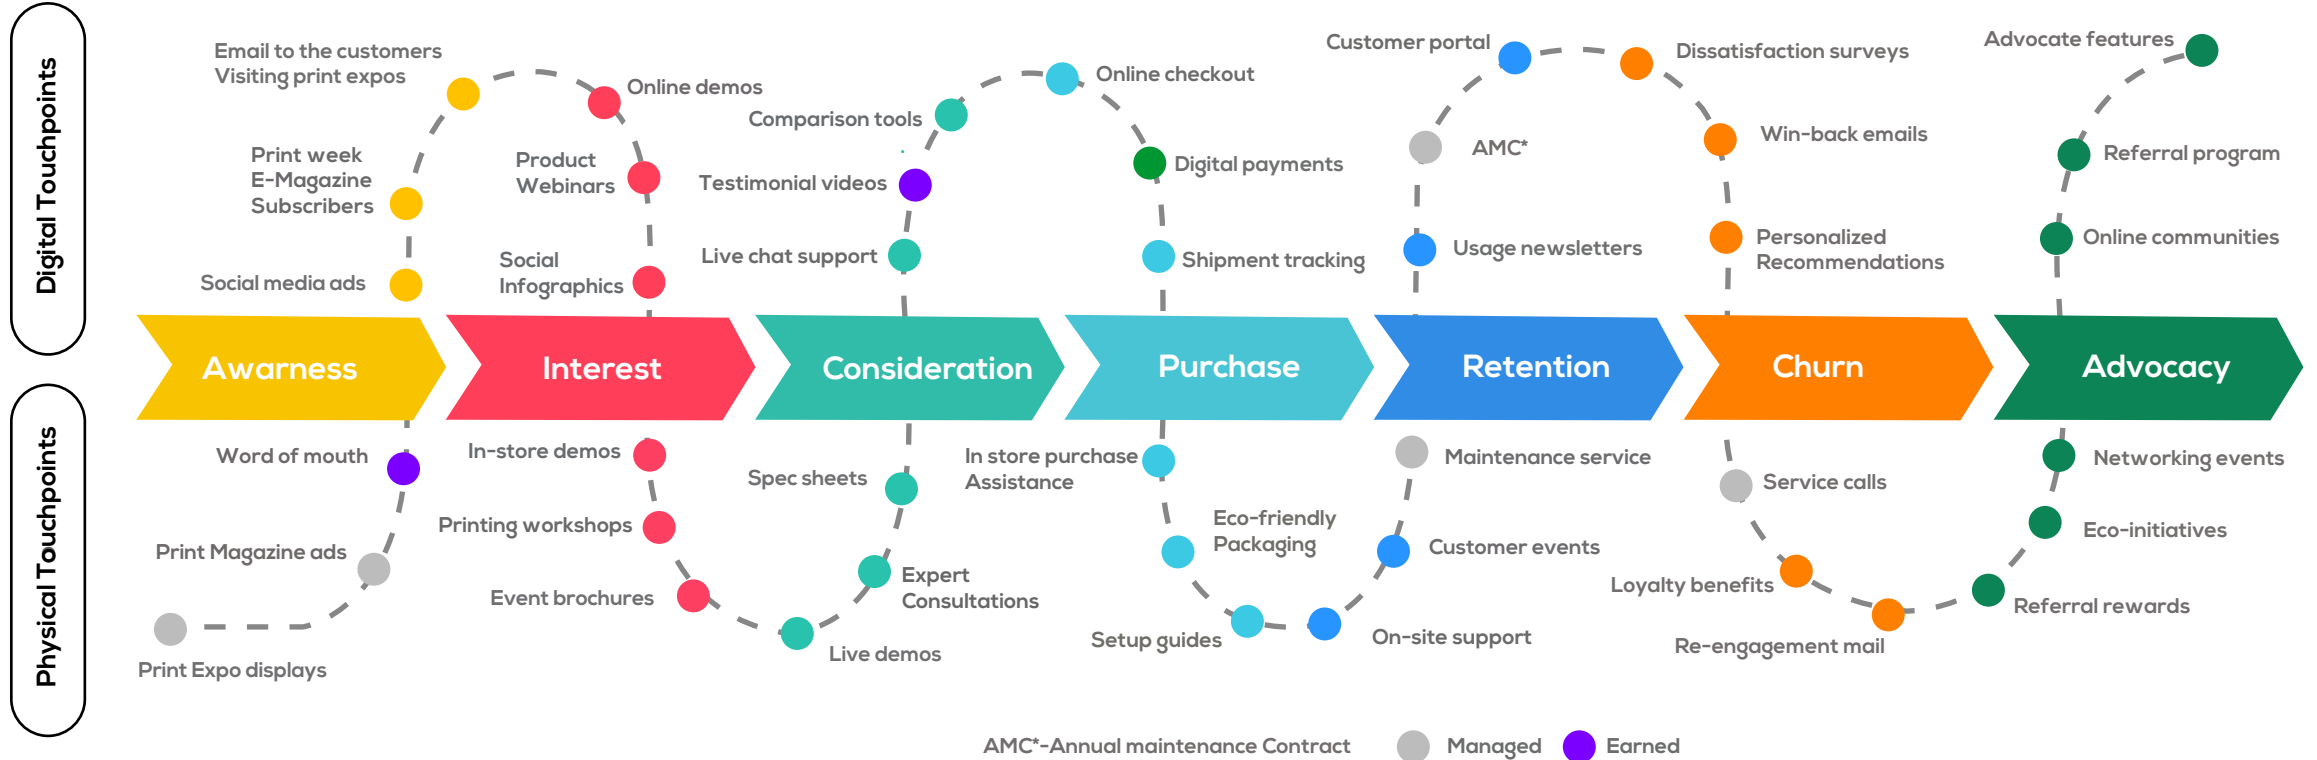 Digital Touchpoints
Email to the customers
Visiting print expos
Print week
E-Magazine
Subscribers
Social media ads
Online demos
Product
Webinars
Social
Infographics
Comparison tools
Testimonial videos
Live chat support
Online checkout
Digital payments
Shipment tracking
Customer portal
AMC*
Usage newsletters
Dissatisfaction surveys
Win-back emails
Personalized
Recommendations
Advocate features
Referral program
Online communities
Awarness
Interest
Consideration
Purchase
Retention
Churn
Advocacy
Physical Touchpoints
Word of mouth
Print Magazine ads
Print Expo displays
In-store demos
Printing workshops
Event brochures
Spec sheets
Expert
Consultations
Live demos
In store purchase
Assistance
Eco-friendly
Packaging
Setup guides
Maintenance service
Customer events
On-site support
Service calls
Loyalty benefits
Re-engagement mail
Networking events
Eco-initiatives
Referral rewards
AMC*-Annual maintenance Contract
Managed
Earned